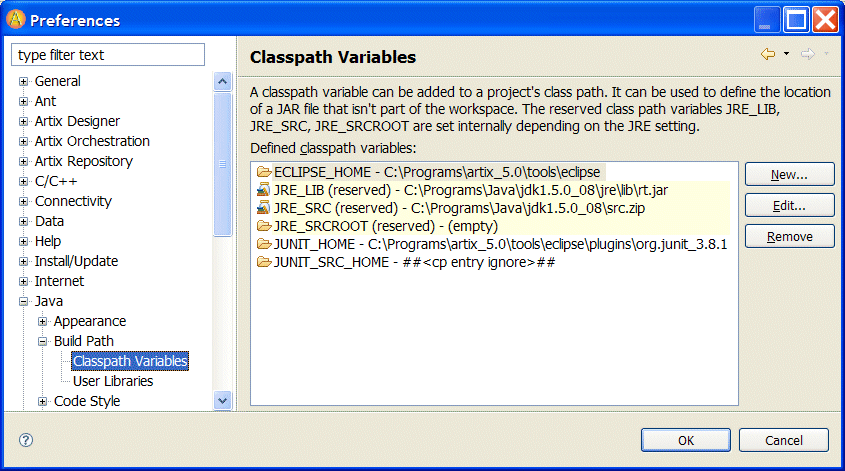 Preferences
type filter text
General
Ant
Artix Designer
Artix Orchestration
Artix Repository
C/C++
Connectivity
Data
Help
Install/Update
Internet
Java
Appearance
Build Path
Classpath Variables
User Libraries
Code Style
Classpath Variables
A classpath variable can be added to a project's class path. It can be used to define the location
of a JAR file that isn't part of the workspace. The reserved class path variables JRE_LIB,
JRE_SRC, JRE_SRCROOT are set internally depending on the JRE setting.
Defined classpath variables:
ECLIPSE_HOME - C:\Programs\artix_5.0\tools\eclipse
JRE_LIB (reserved) - C:\Programs\Java\jdk1.5.0_08\jre\lib\rt.jar
JRE_SRC (reserved) - C:\Programs\Java\jdk1.5.0_08\src.zip
JRE_SRCROOT (reserved) - (empty)
JUNIT_HOME - C:\Programs\artix_5.0\tools\eclipse\plugins\org.junit_3.8.1
JUNIT_SRC_HOME - ##<cp entry ignore>##
New...
Edit...
Remove
OK
Cancel